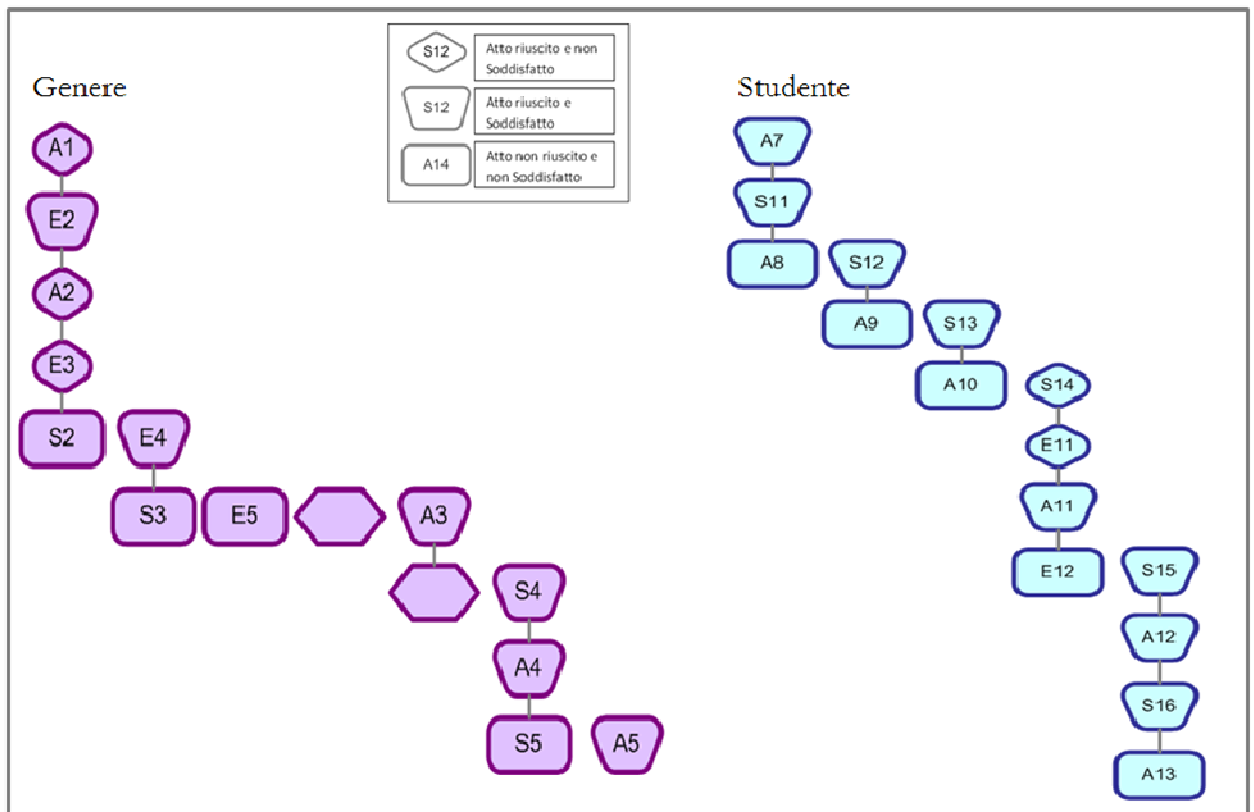 S12
Atto riuscito e non
Soddisfatto
S12
Atto riuscito e
Soddisfatto
A14
Atto non riuscito e
non Soddisfatto
Genere
A1
E2
A2
E3
S2
E4
S3
E5
A3
S4
A4
S5
A5
Studente
A7
S11
A8
S12
A9
S13
A10
S14
E11
A11
E12
S15
A12
S16
A13